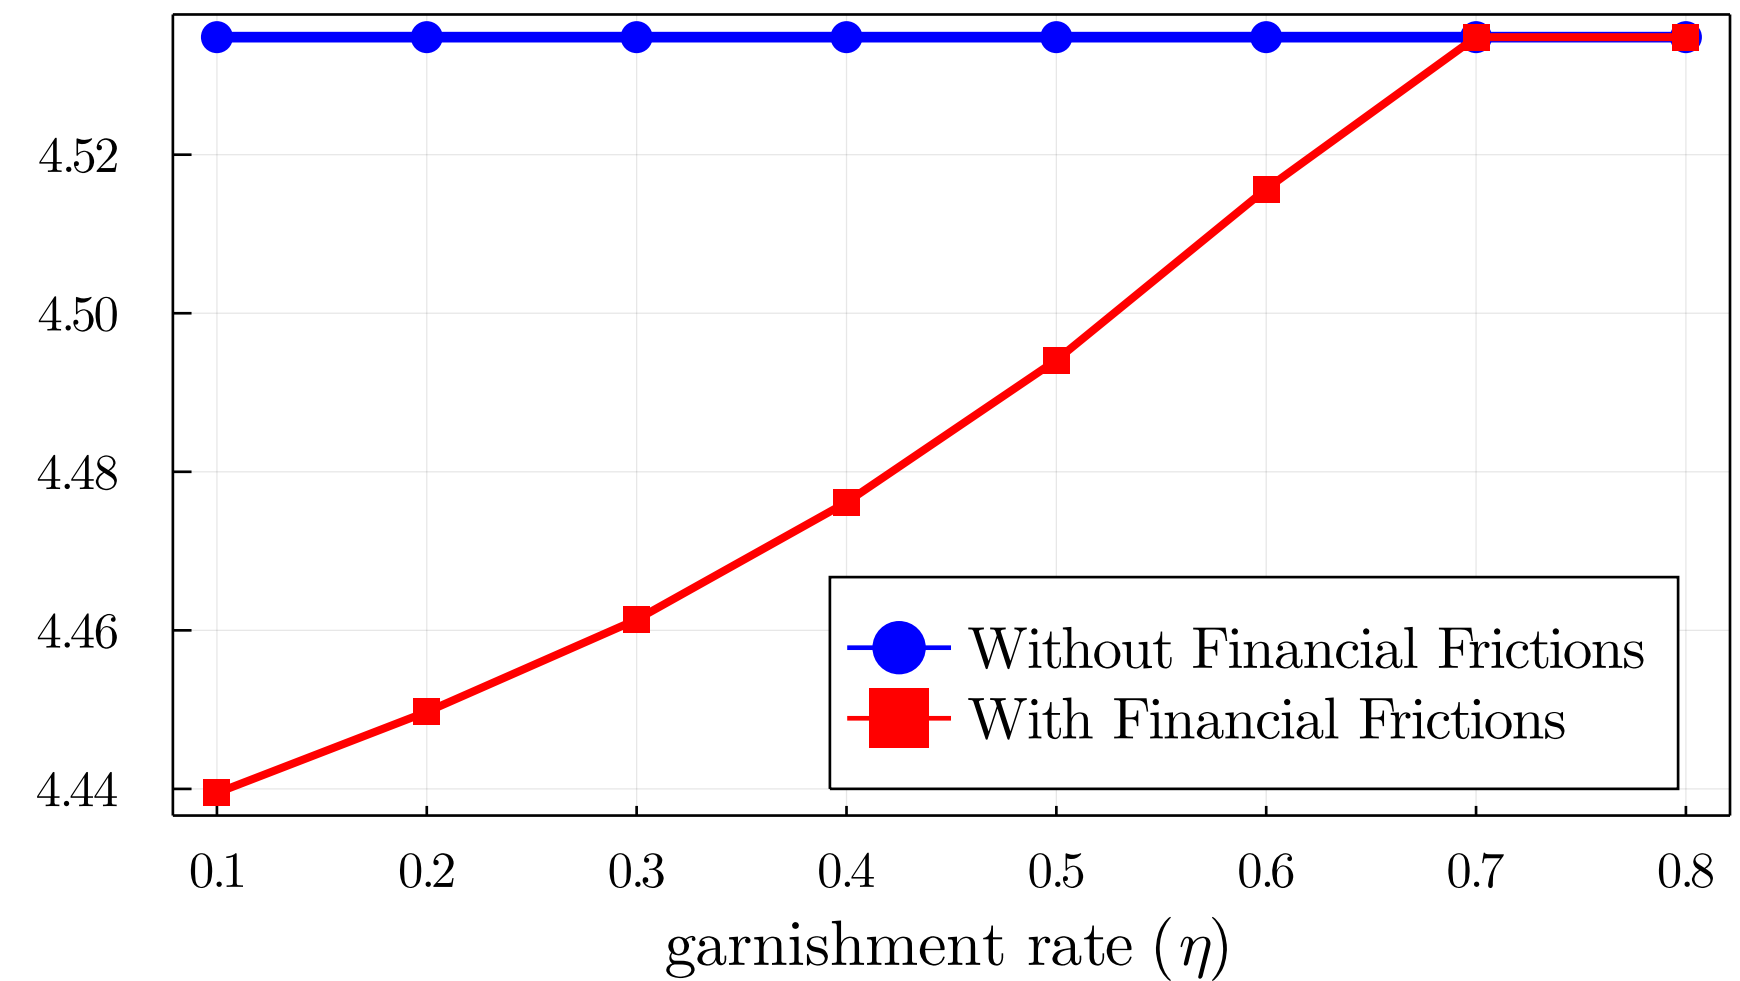 4.52
4.50
4.48
4.46
4.44
Without Financial Frictions
With Financial Frictions
0.1 0.2 0.3 0.4 0.5 0.6 0.7 0.8
garnishment rate (η)